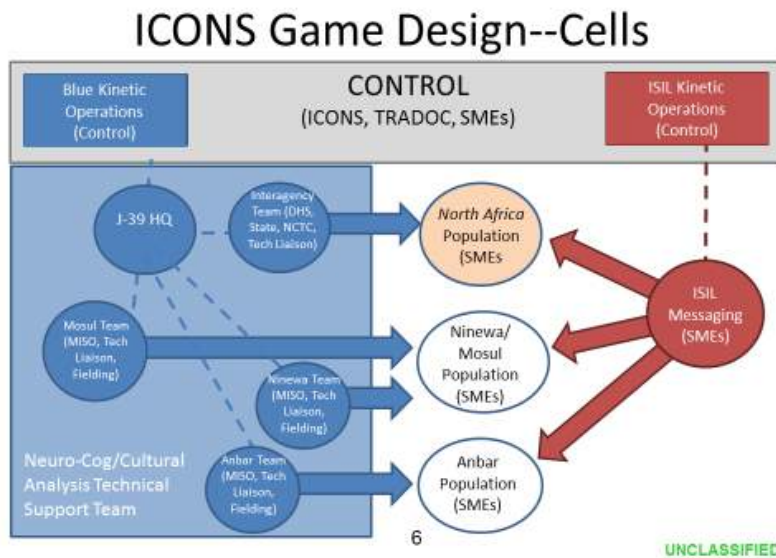 ICONS Game Design--Cells
CONTROL
(ICONS, TRADOC, SMEs)
Blue Kinetic
Operations
(Control)
ISIL Kinetic
Operations
(Control)
J-39 HQ
Interagency
Team (DHS,
State, NCTC,
Tech Liaison)
North Africa
Population
(SMEs
ISIL
Messaging
(SMEs)
Mosul Team
(MISO, Tech
Liaison,
Fielding)
Ninewa/
Mosul
Population
(SMEs)
Ninewa Team
(MISO, Tech
Liaison,
Fielding)
Neuro-Cog/Cultural
Analysis Technical
Support Team
Anbar Team
(MISO, Tech
Liaison,
Fielding)
Anbar
Population
(SMEs)
6
UNCLASSIFIED